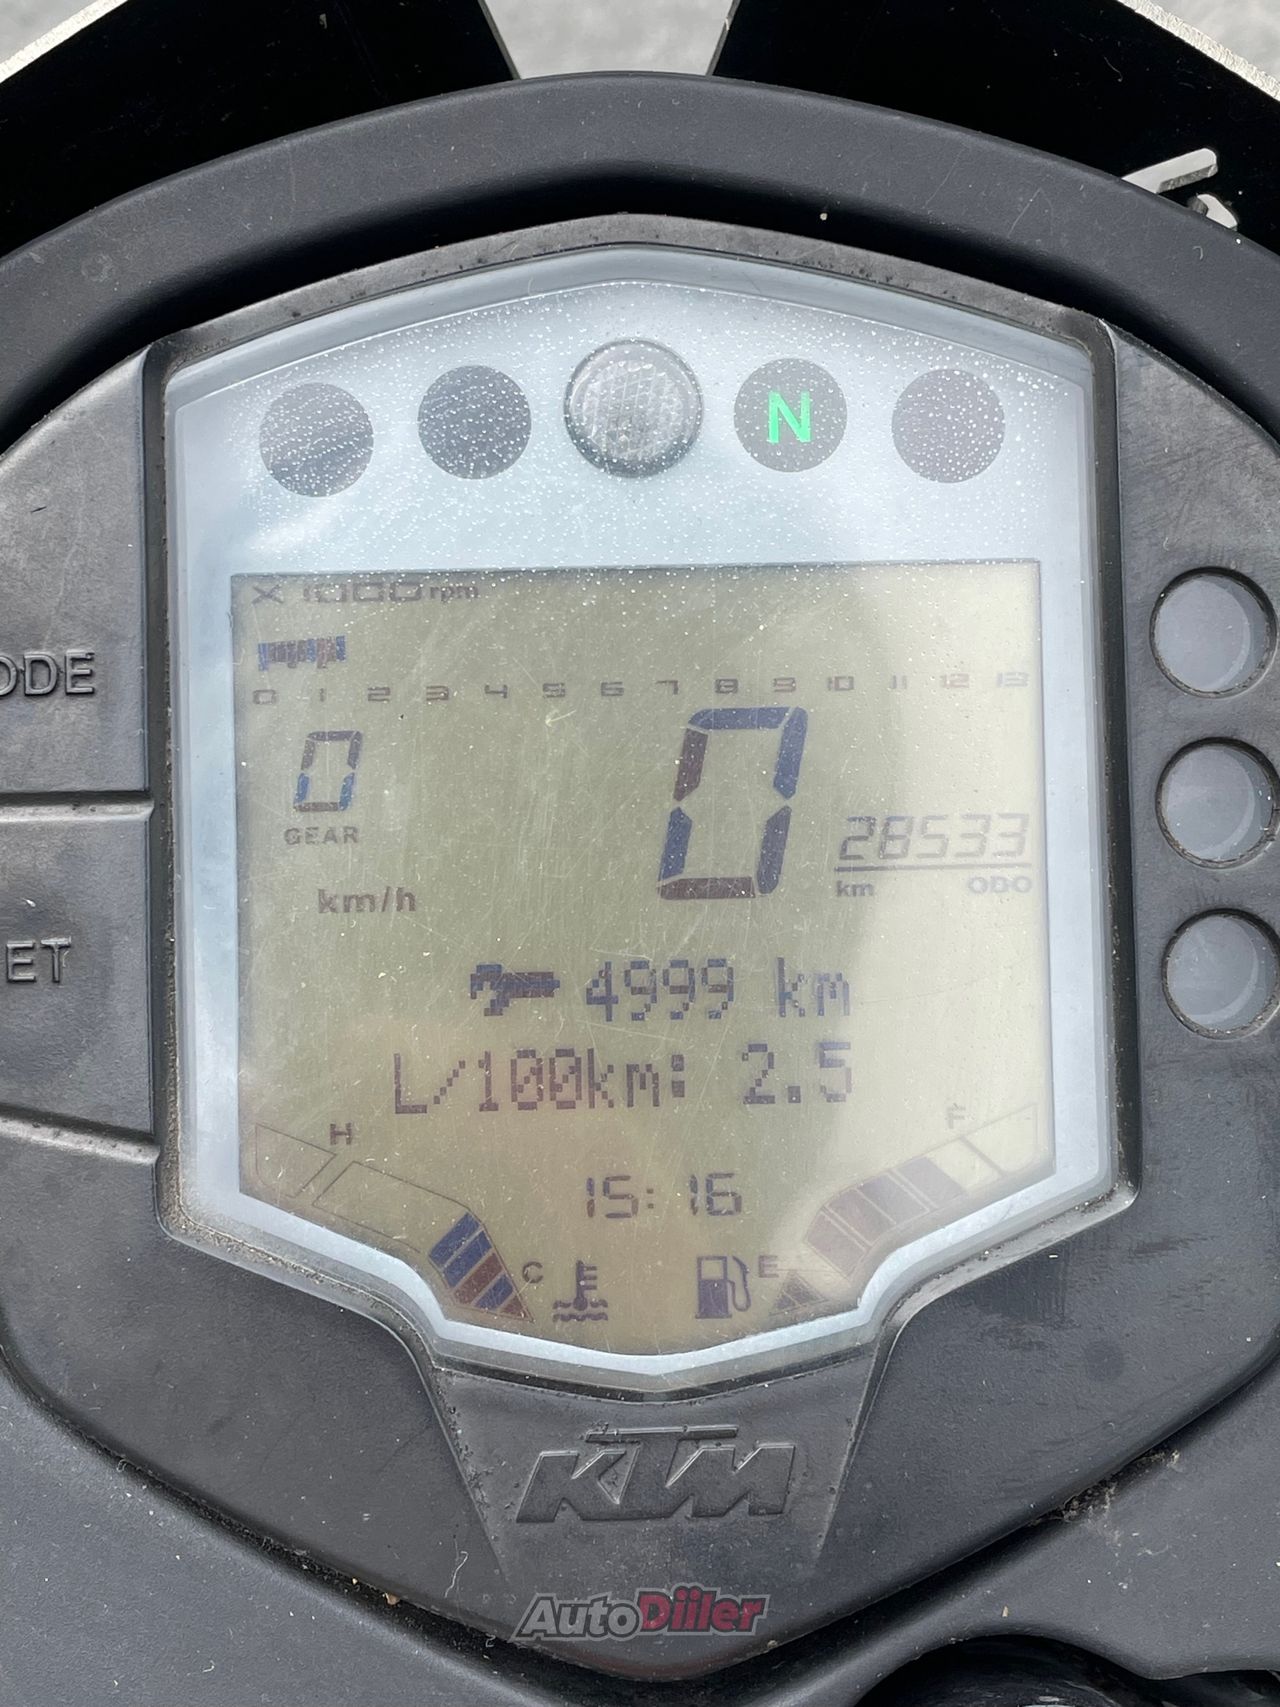 N
X 1000 rpm
0 1 2 3 4 5 6 7 8 9 10 11 12 13
0
GEAR
0
km/h
28533
km ODO
4999 km
L/100km: 2.5
H
F
15:16
C
E
ODE
ET
KTM
AutoDiiler